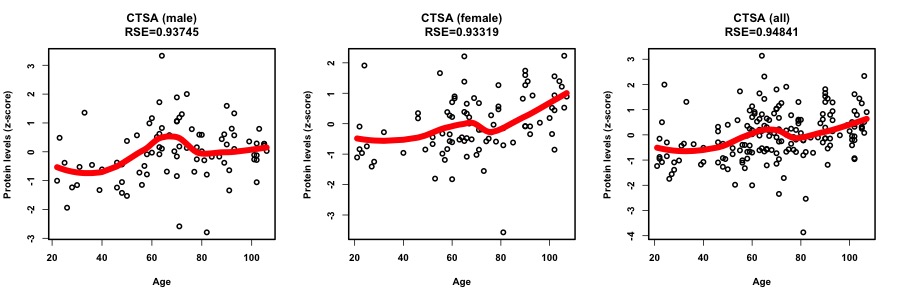 CTSA (male)
RSE=0.93745
Protein levels (z-score)
3
2
1
0
-1
-2
-3
20 40 60 80 100
Age
CTSA (female)
RSE=0.93319
Protein levels (z-score)
2
1
0
-1
-2
-3
20 40 60 80 100
Age
CTSA (all)
RSE=0.94841
Protein levels (z-score)
3
2
1
0
-1
-2
-3
-4
20 40 60 80 100
Age